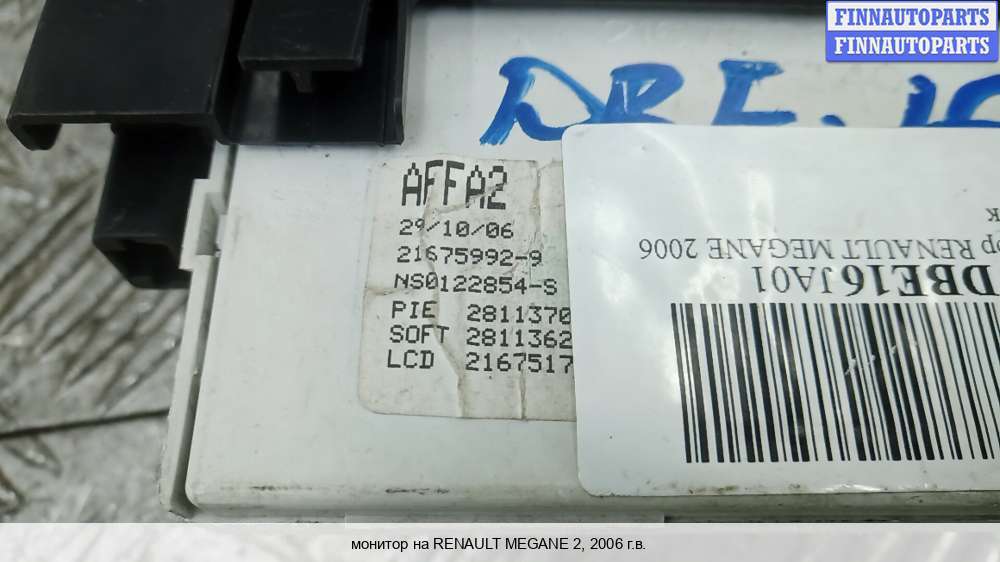 FINNAUTOPARTS
FINNAUTOPARTS
AFFA2
29/10/06
21675992-9
NS0122854-S
PIE 2811370
SOFT 2811362
LCD 2167517
RENAULT MEGANE 2006
DBE16JA01
монитор на RENAULT MEGANE 2, 2006 г.в.